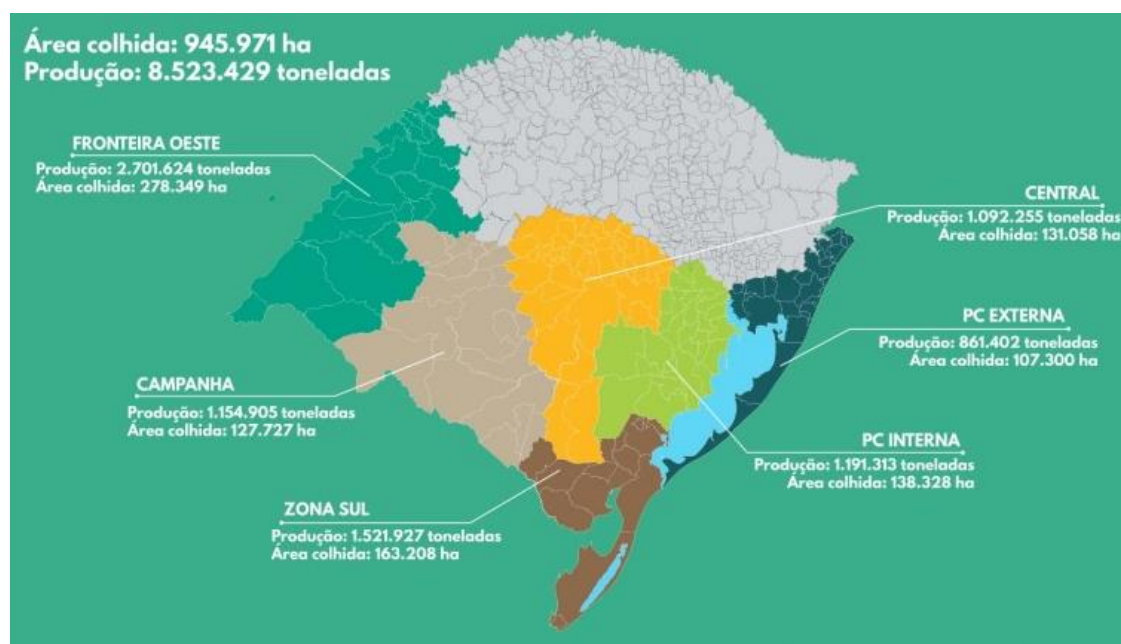 Área colhida: 945.971 ha
Produção: 8.523.429 toneladas
FRONTEIRA OESTE
Produção: 2.701.624 toneladas
Área colhida: 278.349 ha
CENTRAL
Produção: 1.092.255 toneladas
Área colhida: 131.058 ha
PC EXTERNA
Produção: 861.402 toneladas
Área colhida: 107.300 ha
CAMPANHA
Produção: 1.154.905 toneladas
Área colhida: 127.727 ha
PC INTERNA
Produção: 1.191.313 toneladas
Área colhida: 138.328 ha
ZONA SUL
Produção: 1.521.927 toneladas
Área colhida: 163.208 ha